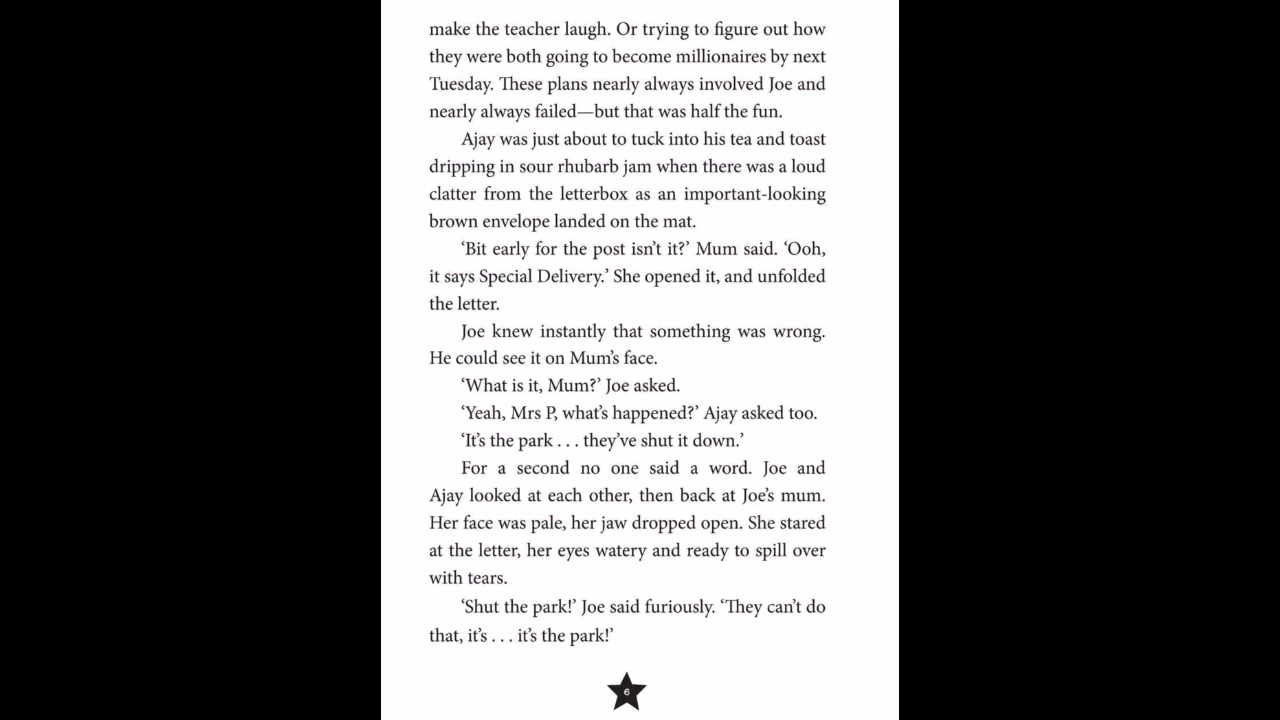 make the teacher laugh. Or trying to figure out how
they were both going to become millionaires by next
Tuesday. These plans nearly always involved Joe and
nearly always failed—but that was half the fun.
Ajay was just about to tuck into his tea and toast
dripping in sour rhubarb jam when there was a loud
clatter from the letterbox as an important-looking
brown envelope landed on the mat.
‘Bit early for the post isn’t it?’ Mum said. ‘Ooh,
it says Special Delivery.’ She opened it, and unfolded
the letter.
Joe knew instantly that something was wrong.
He could see it on Mum’s face.
‘What is it, Mum?’ Joe asked.
‘Yeah, Mrs P, what’s happened?’ Ajay asked too.
‘It’s the park . . . they’ve shut it down.’
For a second no one said a word. Joe and
Ajay looked at each other, then back at Joe’s mum.
Her face was pale, her jaw dropped open. She stared
at the letter, her eyes watery and ready to spill over
with tears.
‘Shut the park!’ Joe said furiously. ‘They can’t do
that, it’s . . . it’s the park!’
6